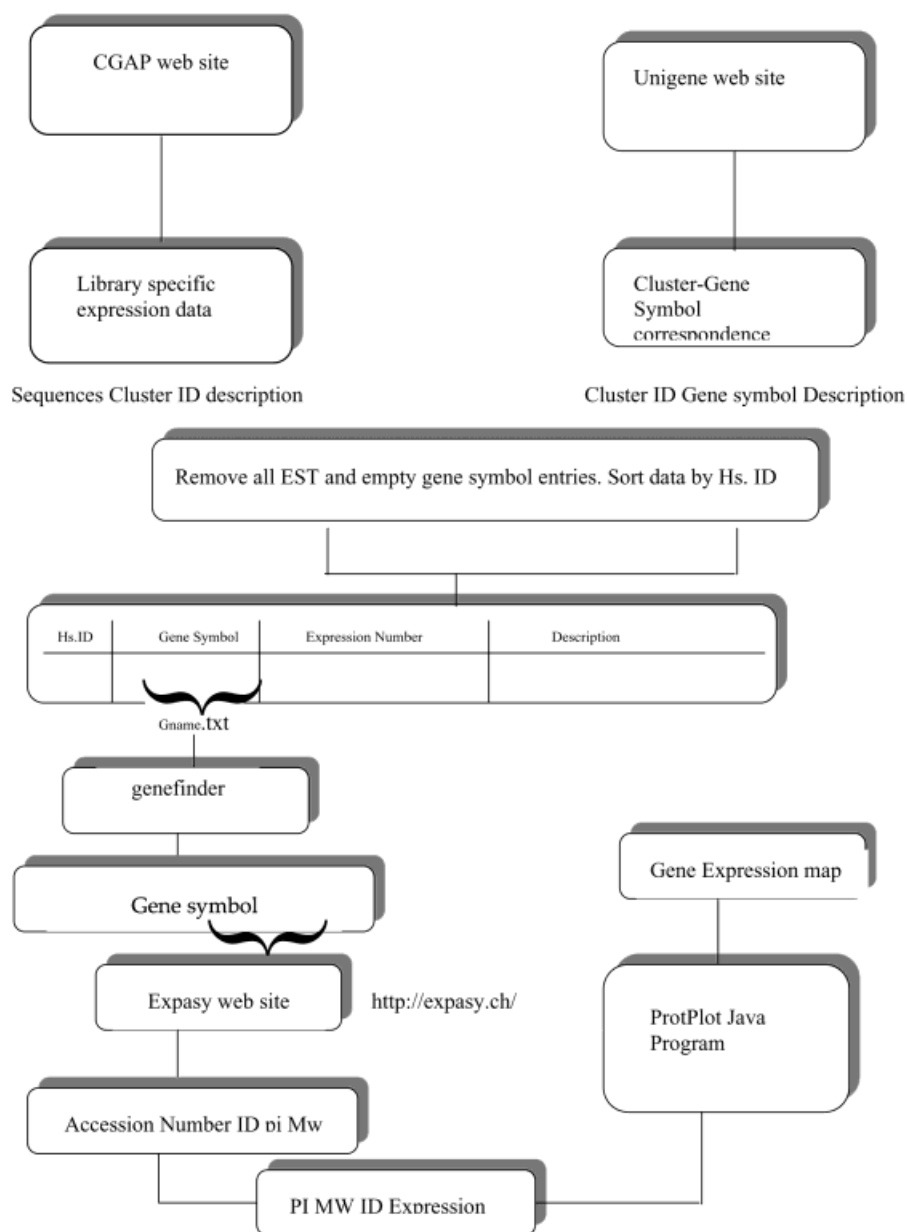 CGAP web site
Unigene web site
Library specific
expression data
Cluster-Gene
Symbol
correspondence
Sequences Cluster ID description
Cluster ID Gene symbol Description
Remove all EST and empty gene symbol entries. Sort data by Hs. ID
Hs.ID Gene Symbol Expression Number Description
Gname.txt
genefinder
Gene symbol
Expasy web site
http://expasy.ch/
Accession Number ID pi Mw
PI MW ID Expression
Gene Expression map
ProtPlot Java
Program